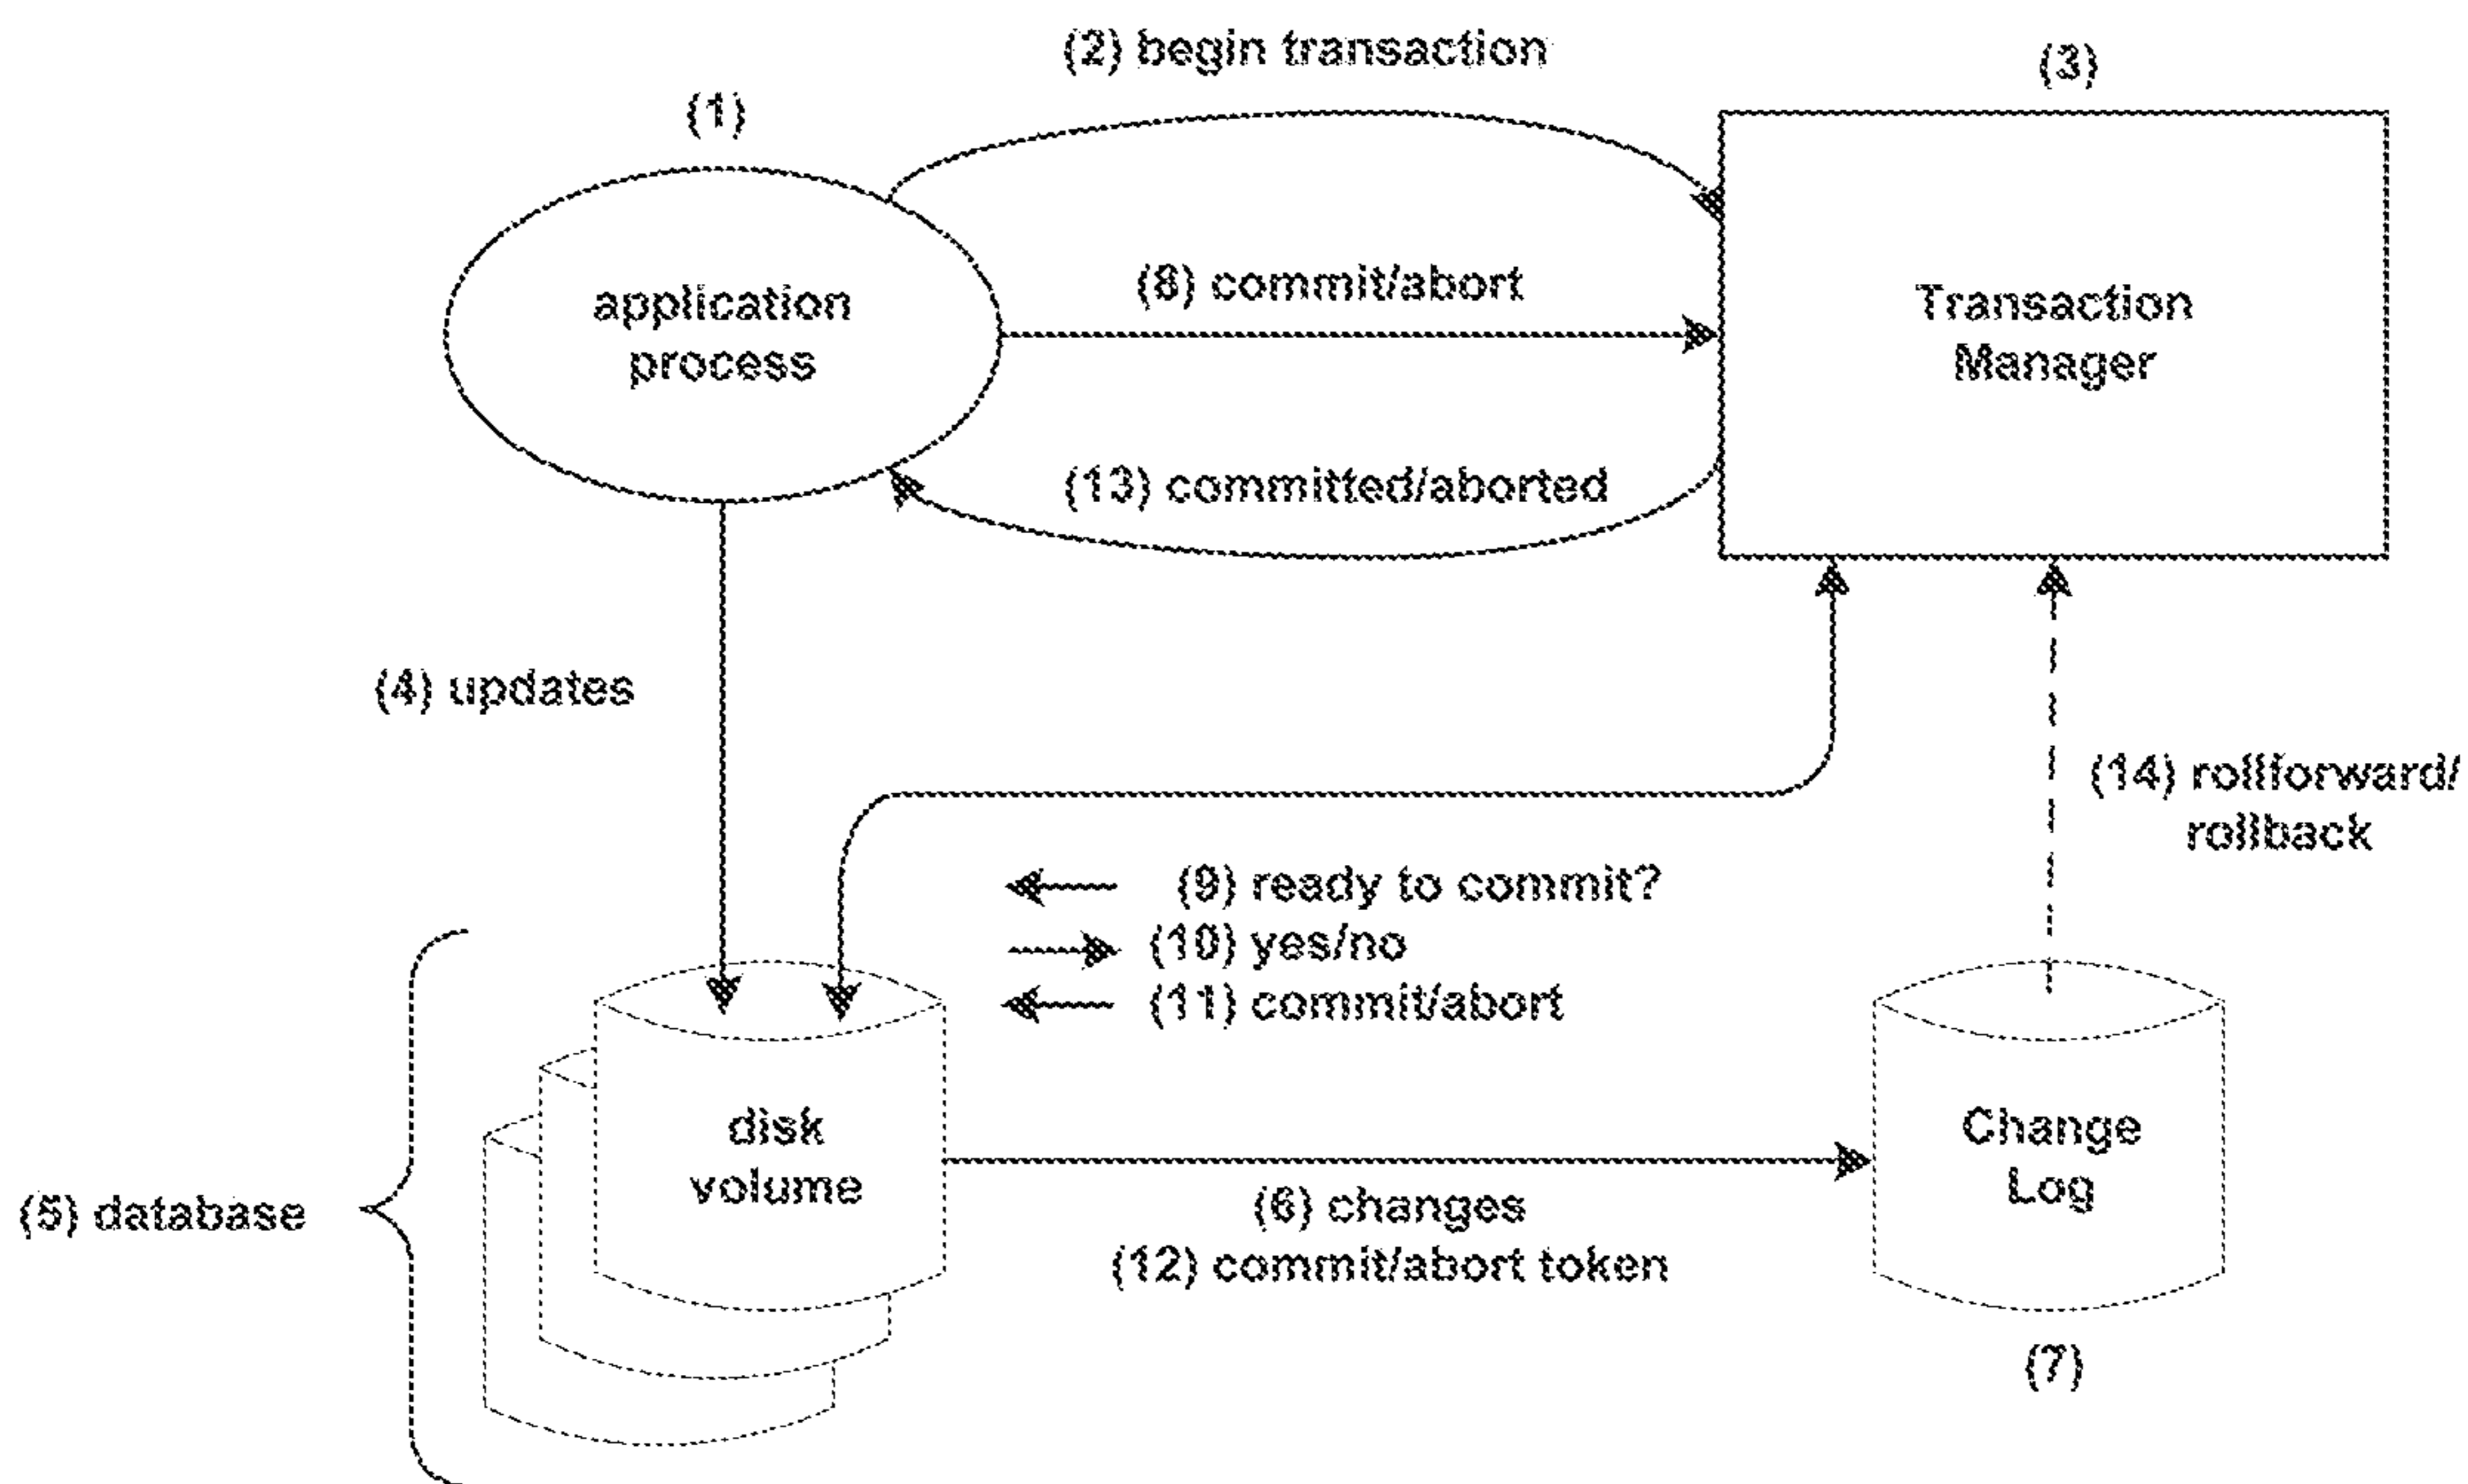 (2) begin transaction
(3)
(1)
(8) commit/abort
application
process
Transaction
Manager
(13) committed/aborted
(4) updates
(14) rollforward/
rollback
(9) ready to commit?
(10) yes/no
(11) commit/abort
disk
volume
Change
Log
(5) database
(6) changes
(12) commit/abort token
(7)